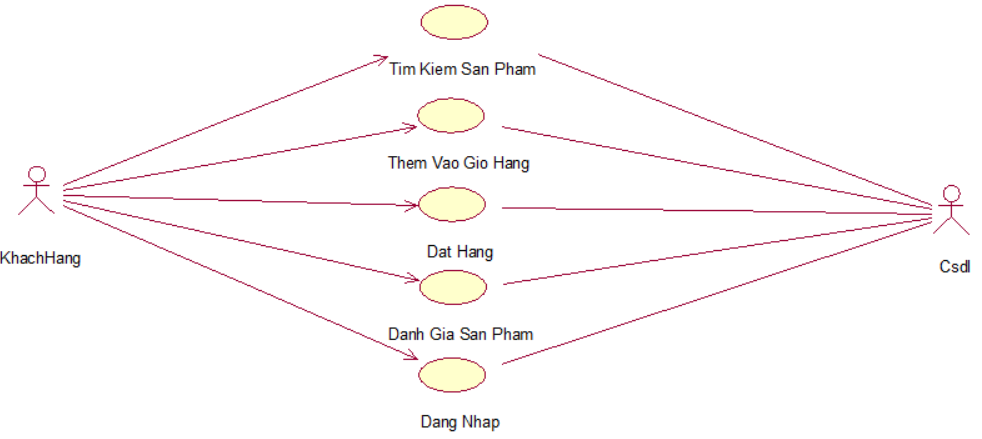 Tim Kiem San Pham
Them Vao Gio Hang
KhachHang
Dat Hang
Csdl
Danh Gia San Pham
Dang Nhap